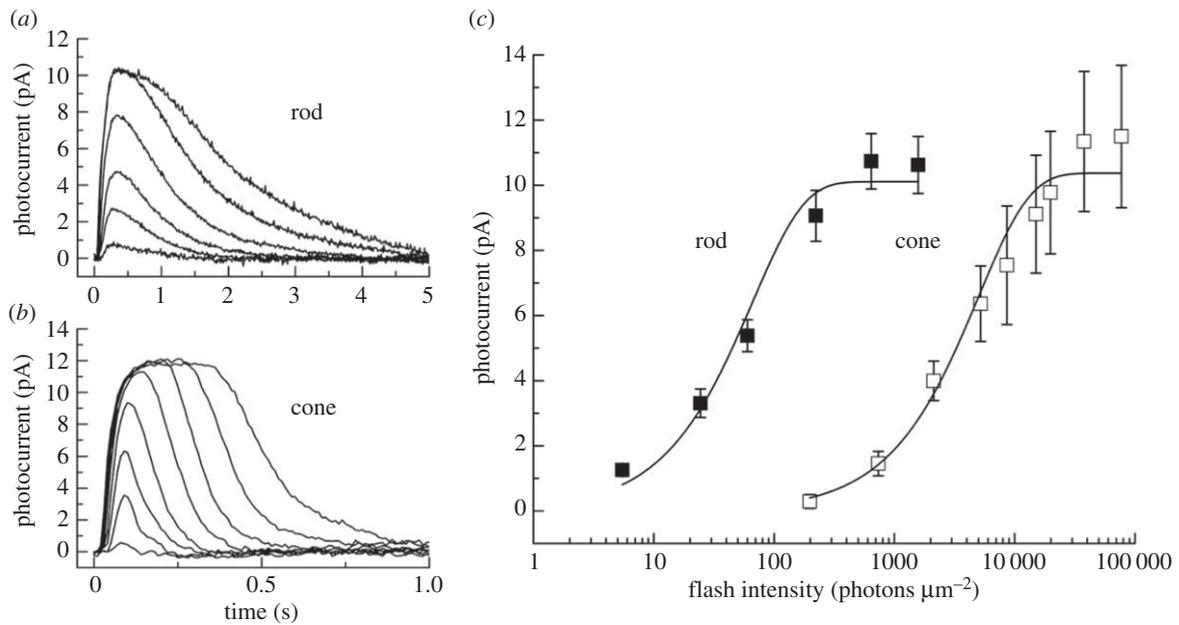 (a)
12
10
8
6
4
2
0
photocurrent (pA)
rod
0 1 2 3 4 5
(b)
14
12
10
8
6
4
2
0
photocurrent (pA)
cone
0 0.5 1.0
time (s)
(c)
14
12
10
8
6
4
2
0
photocurrent (pA)
rod cone
1 10 100 1000 10 000 100 000
flash intensity (photons μm⁻²)